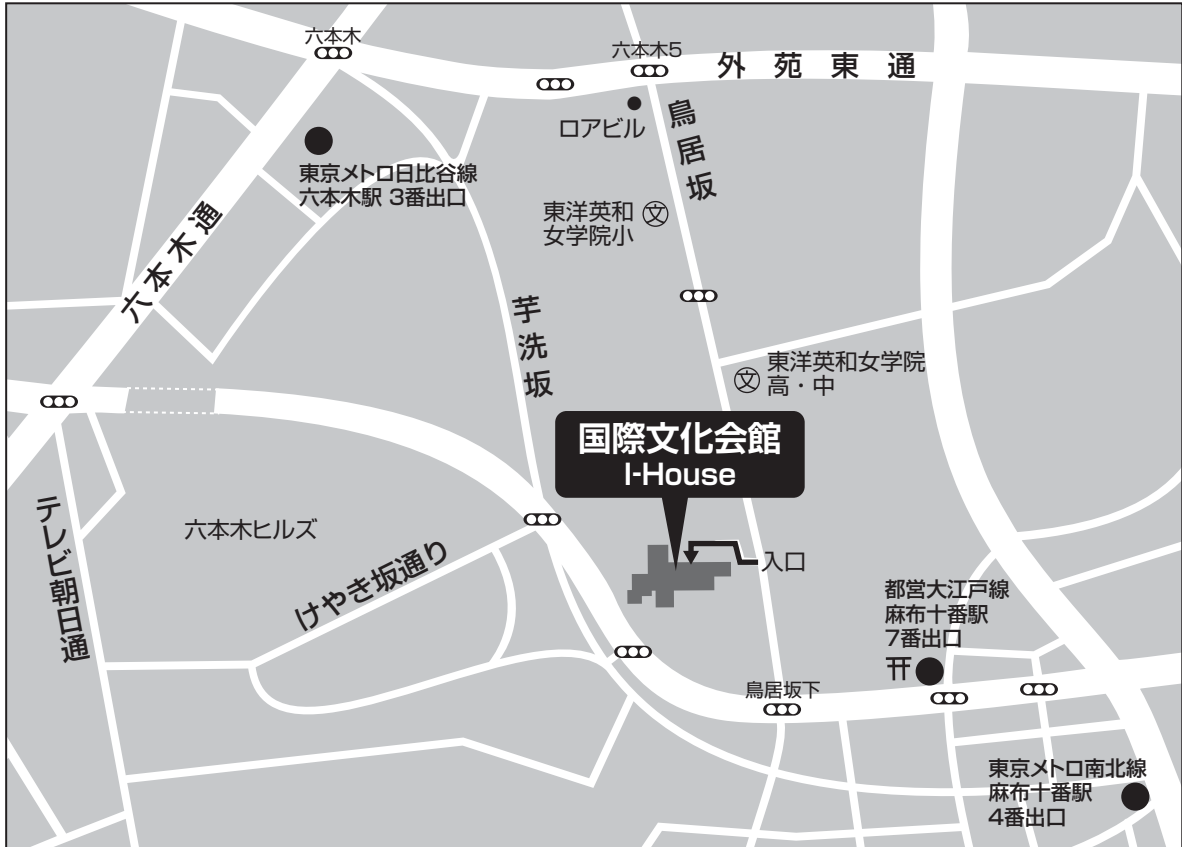 六本木
六本木5
外苑東通
ロアビル
鳥居坂
東京メトロ日比谷線
六本木駅 3番出口
東洋英和
女学院小
文
六本木通
芋洗坂
東洋英和女学院
高・中
文
国際文化会館
I-House
テレビ朝日通
六本木ヒルズ
けやき坂通り
入口
都営大江戸線
麻布十番駅
7番出口
鳥居坂下
東京メトロ南北線
麻布十番駅
4番出口